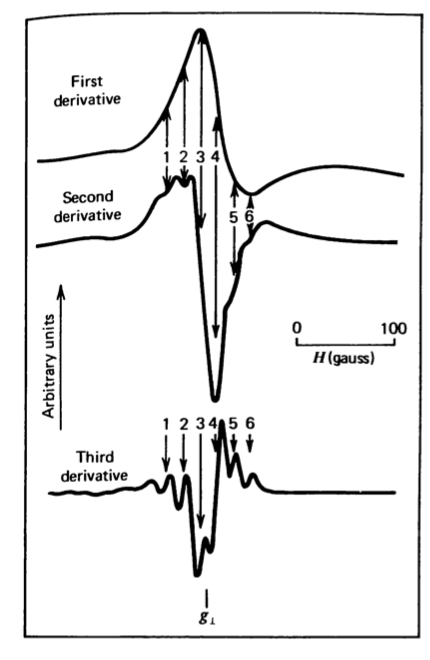 First
derivative
1 2 3 4
Second
derivative
5 6
0 100
H (gauss)
Arbitrary units
1 2 3 4 5 6
Third
derivative
g⊥